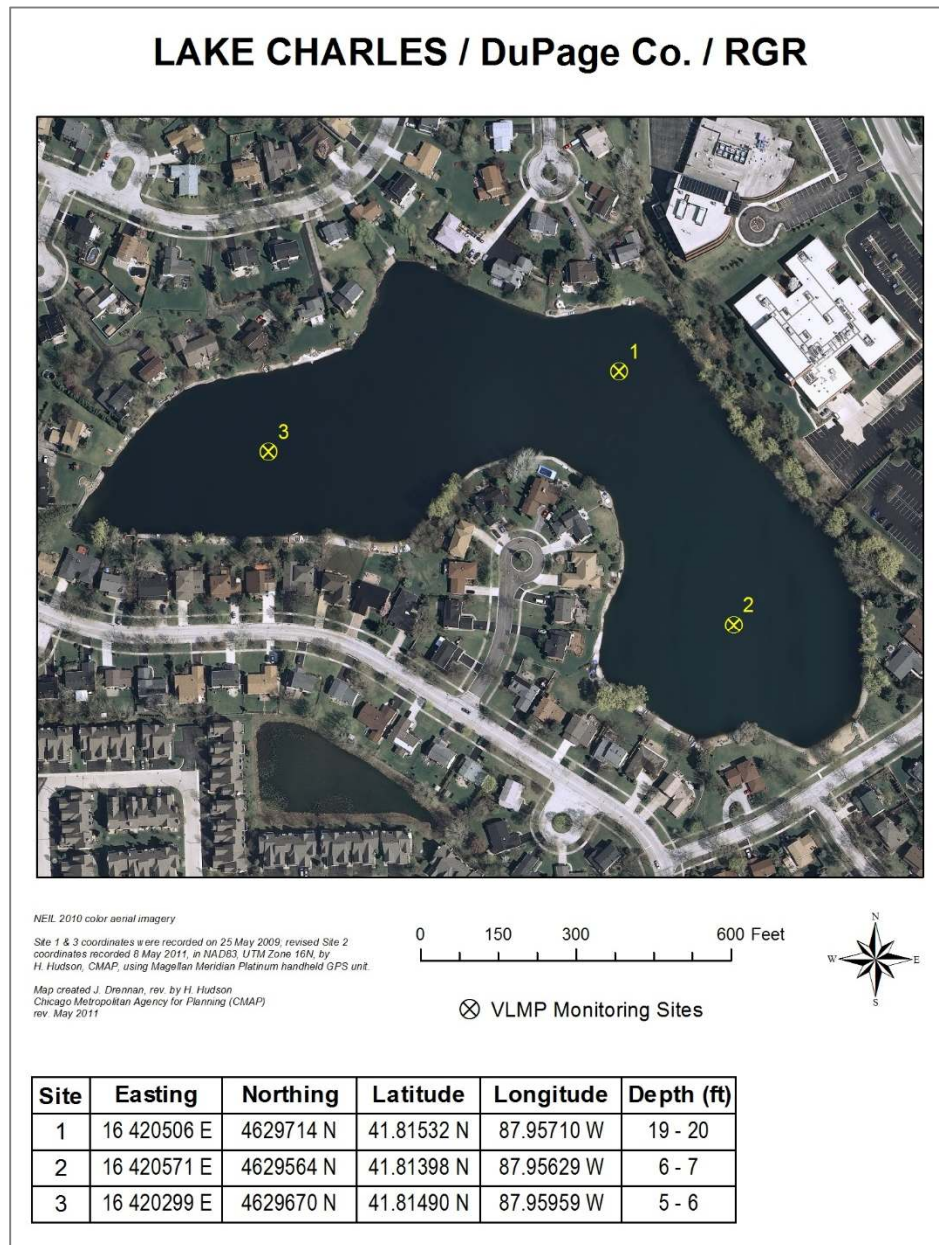 LAKE CHARLES / DuPage Co. / RGR
1
3
2
NEIL 2010 color aerial imagery
Site 1 & 3 coordinates were recorded on 25 May 2009; revised Site 2
coordinates recorded 8 May 2011, in NAD83, UTM Zone 16N, by
H. Hudson, CMAP, using Magellan Meridian Platinum handheld GPS unit.
Map created J. Drennan, rev. by H. Hudson
Chicago Metropolitan Agency for Planning (CMAP)
rev. May 2011
0 150 300 600 Feet
VLMP Monitoring Sites
N
W E
S
Site Easting Northing Latitude Longitude Depth (ft)
1 16 420506 E 4629714 N 41.81532 N 87.95710 W 19 - 20
2 16 420571 E 4629564 N 41.81398 N 87.95629 W 6 - 7
3 16 420299 E 4629670 N 41.81490 N 87.95959 W 5 - 6